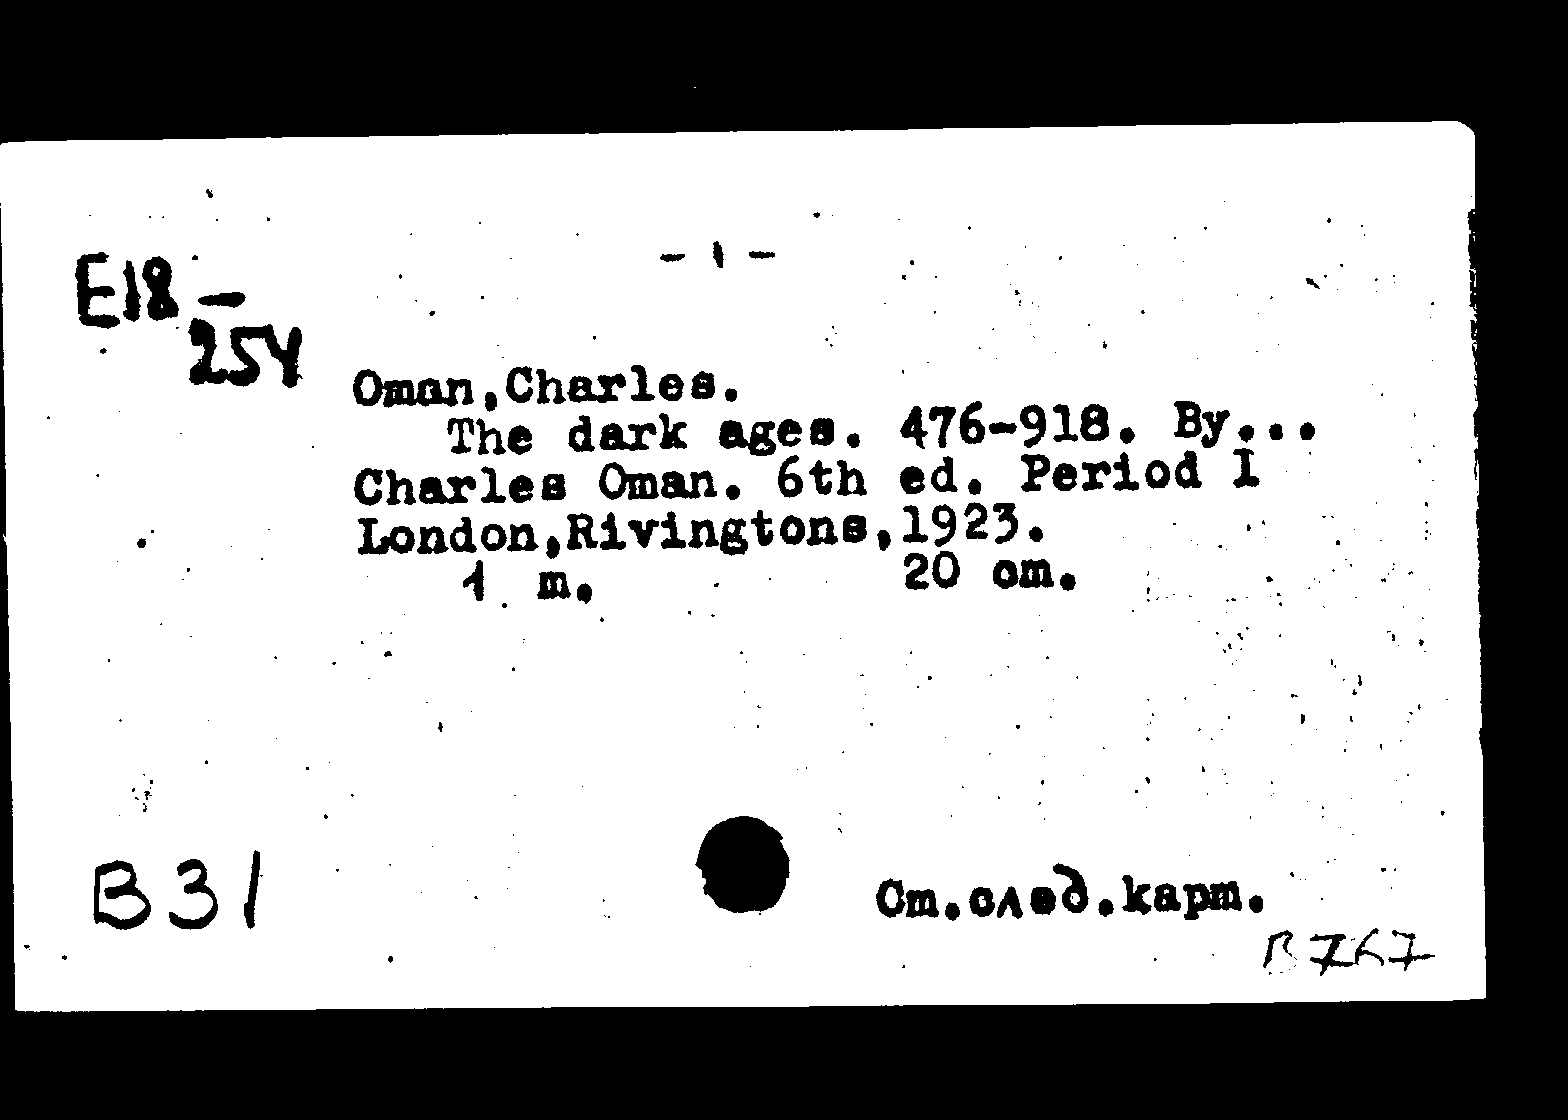 - 1 -
E18-
254
Oman, Charles.
The dark ages. 476-918. By...
Charles Oman. 6th ed. Period I
London, Rivingtons, 1923.
1 m. 20 cm.
B31
Cm.след.карт.